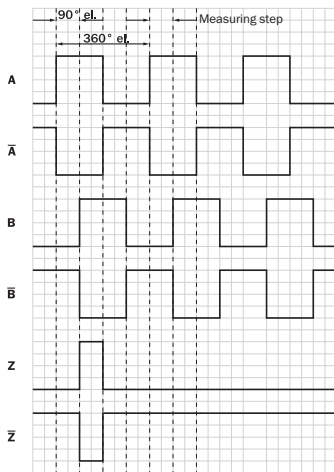 90° el.
Measuring step
360° el.
A
A̅
B
B̅
Z
Z̅